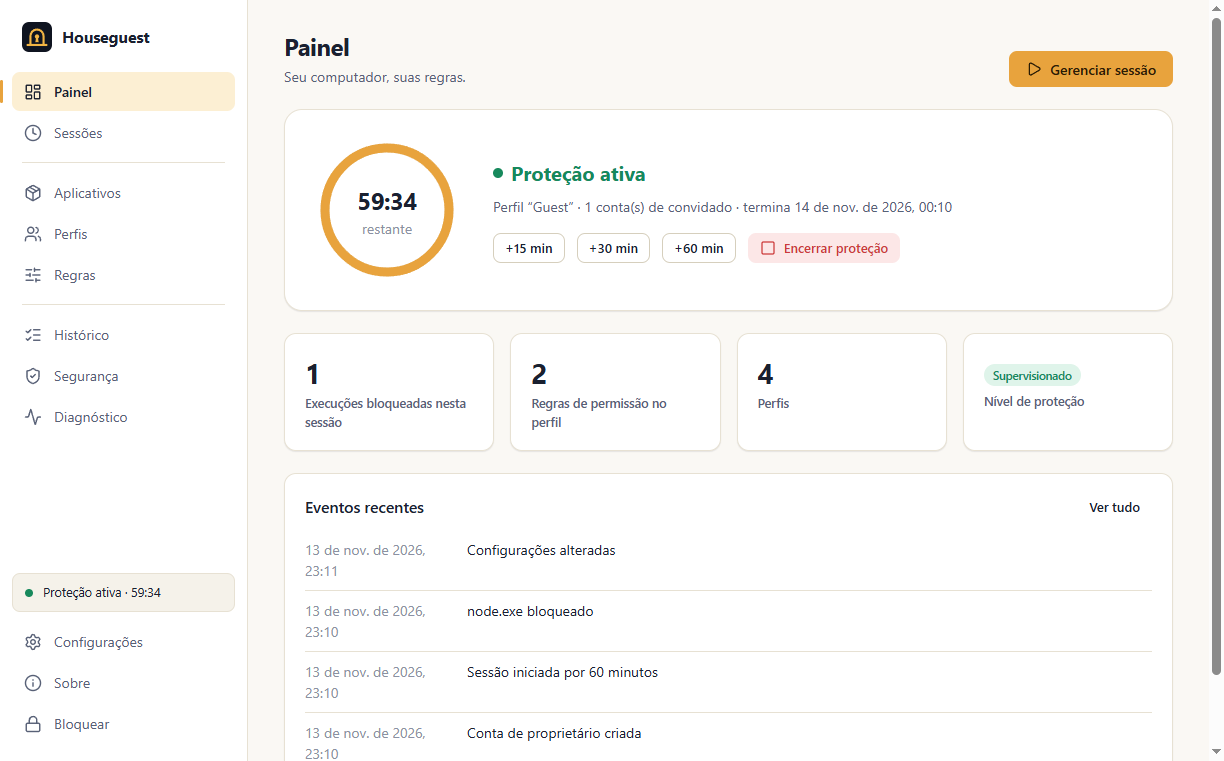 Houseguest
Painel
Sessões
Aplicativos
Perfis
Regras
Histórico
Segurança
Diagnóstico
Proteção ativa · 59:34
Configurações
Sobre
Bloquear
Painel
Seu computador, suas regras.
Gerenciar sessão
59:34
restante
Proteção ativa
Perfil “Guest” · 1 conta(s) de convidado · termina 14 de nov. de 2026, 00:10
+15 min
+30 min
+60 min
Encerrar proteção
1
Execuções bloqueadas nesta
sessão
2
Regras de permissão no
perfil
4
Perfis
Supervisionado
Nível de proteção
Eventos recentes
Ver tudo
13 de nov. de 2026,
23:11
Configurações alteradas
13 de nov. de 2026,
23:10
node.exe bloqueado
13 de nov. de 2026,
23:10
Sessão iniciada por 60 minutos
13 de nov. de 2026,
23:10
Conta de proprietário criada